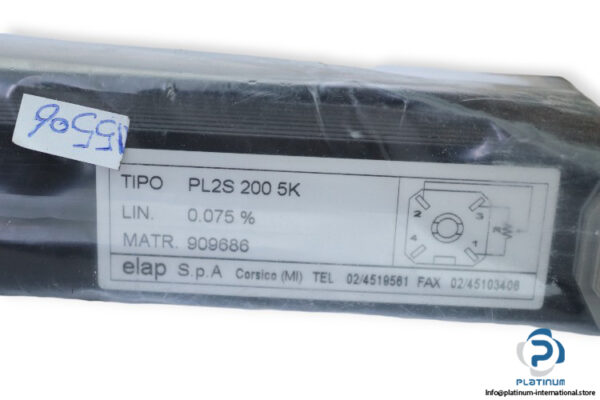 90556
TIPO PL2S 200 5K
LIN. 0.075 %
MATR. 909686
elap S.p.A Corsico (MI) TEL 02/4519561 FAX 02/45103406
2 3
R
4 1
PLATINUM
Info@platinum-international.store